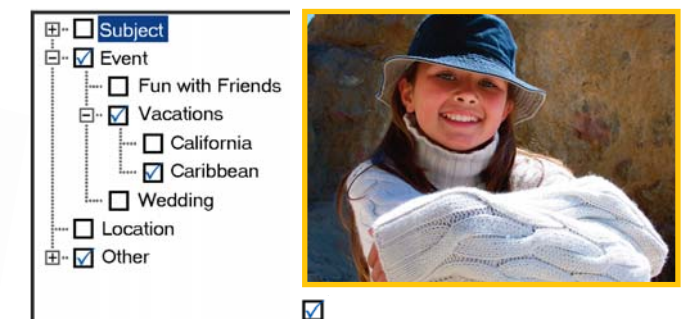 Subject
Event
Fun with Friends
Vacations
California
Caribbean
Wedding
Location
Other